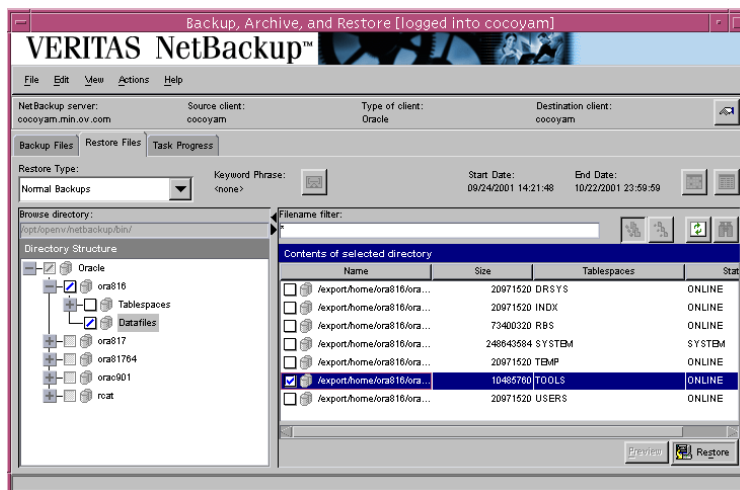 Backup, Archive, and Restore [logged into cocoyam]
VERITAS NetBackup™
File Edit View Actions Help
NetBackup server: Source client: Type of client: Destination client:
cocoyam.min.ov.com cocoyam Oracle cocoyam
Backup Files Restore Files Task Progress
Restore Type: Keyword Phrase: Start Date: End Date:
Normal Backups <none> 09/24/2001 14:21:48 10/22/2001 23:59:59
Browse directory: Filename filter:
/opt/openv/netbackup/bin/ *
Directory Structure Contents of selected directory
Name Size Tablespaces Stat
Oracle
ora816
Tablespaces
Datafiles
ora817
ora81764
orac901
rcat
/export/home/ora816/ora... 20971520 DRSYS ONLINE
/export/home/ora816/ora... 20971520 INDX ONLINE
/export/home/ora816/ora... 73400320 RBS ONLINE
/export/home/ora816/ora... 248643584 SYSTEM SYSTEM
/export/home/ora816/ora... 20971520 TEMP ONLINE
/export/home/ora816/ora... 10485760 TOOLS ONLINE
/export/home/ora816/ora... 20971520 USERS ONLINE
Preview Restore